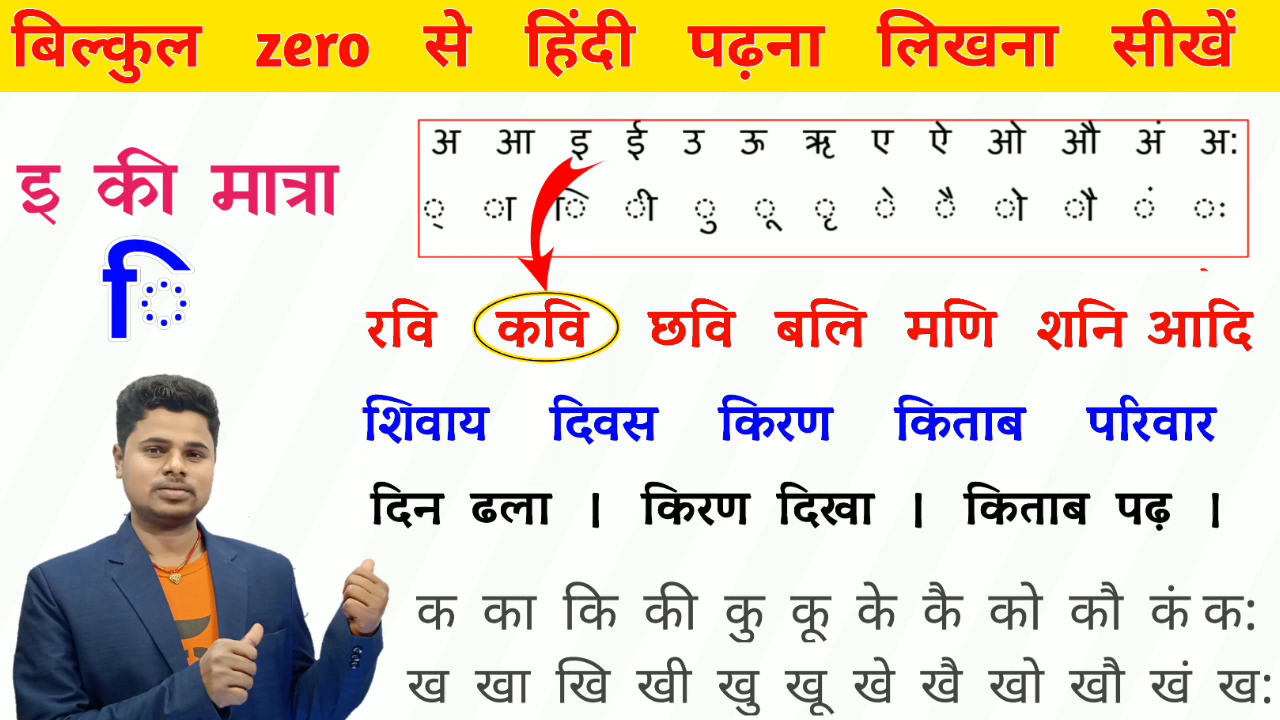 बिल्कुल zero से हिंदी पढ़ना लिखना सीखें
इ की मात्रा
ि
अ आ इ ई उ ऊ ऋ ए ऐ ओ औ अं अ:
् ा ि ी ु ू ृ े ै ो ौ ं ः
रवि कवि छवि बलि मणि शनि आदि
शिवाय दिवस किरण किताब परिवार
दिन ढला । किरण दिखा । किताब पढ़ ।
क का कि की कु कू के कै को कौ कं क:
ख खा खि खी खु खू खे खै खो खौ खं ख: